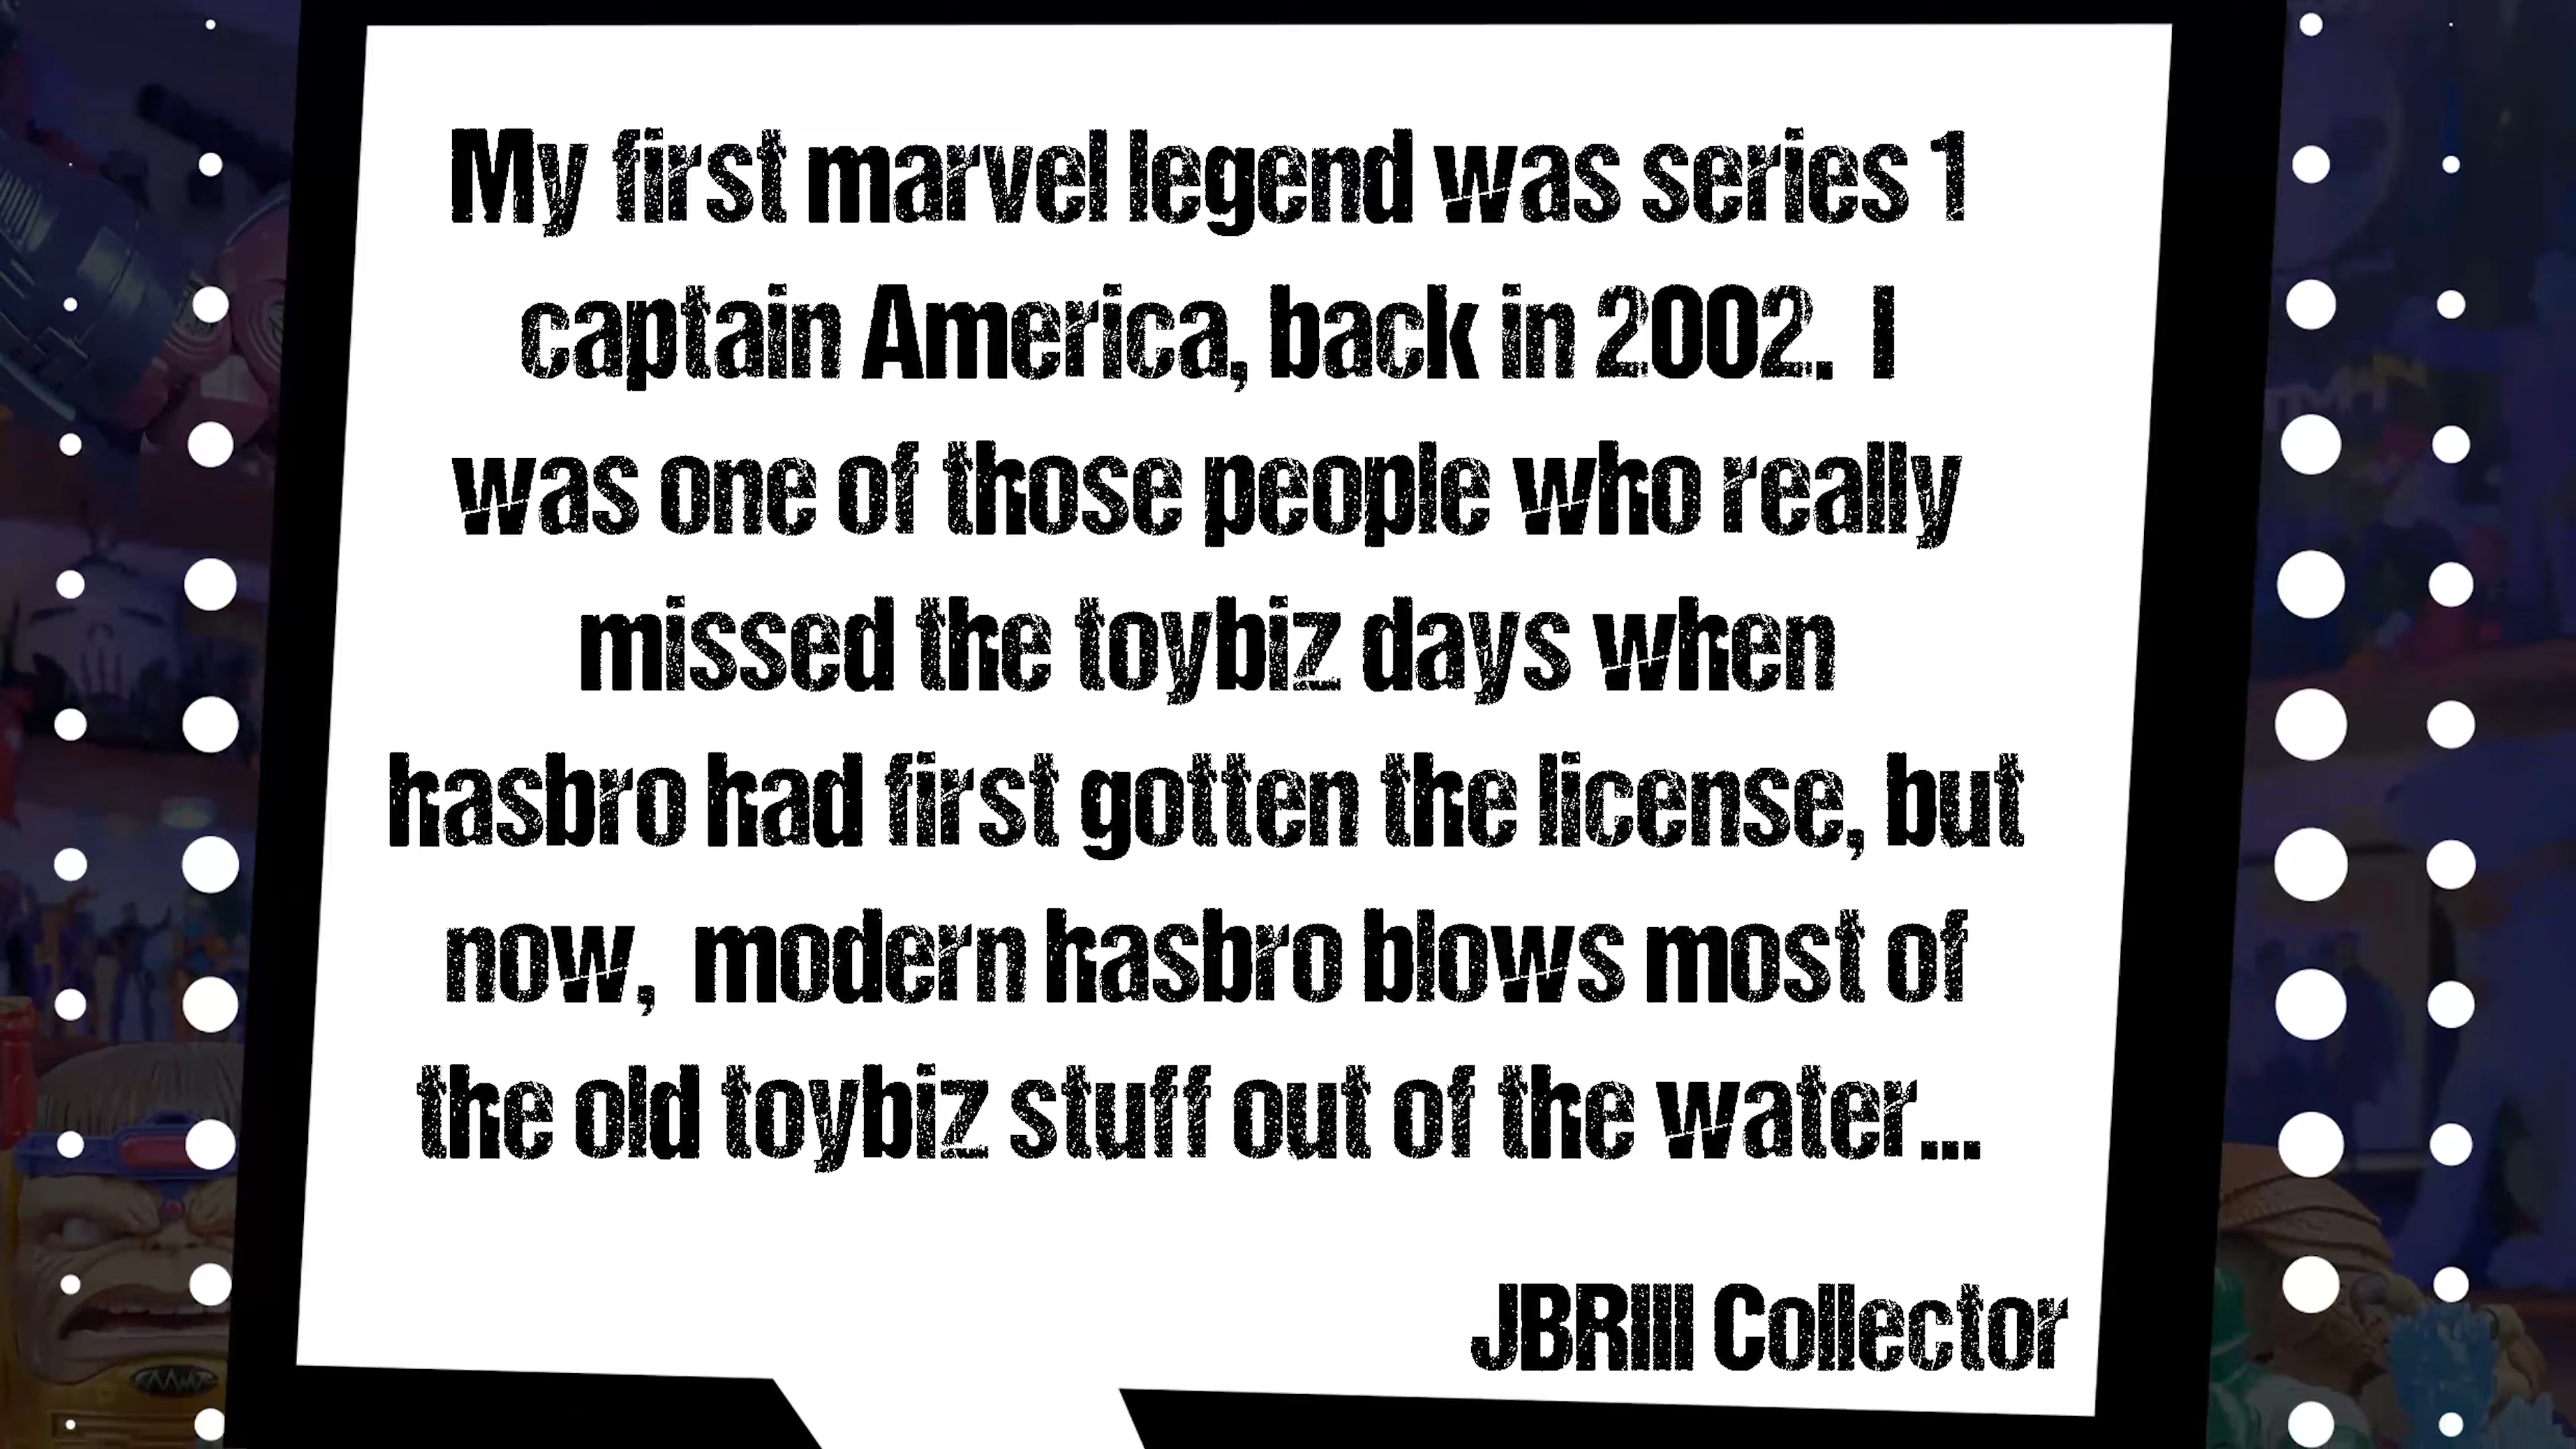 My first marvel legend was series 1
captain America, back in 2002. I
was one of those people who really
missed the toybiz days when
hasbro had first gotten the license, but
now, modern hasbro blows most of
the old toybiz stuff out of the water...
JBRIII Collector